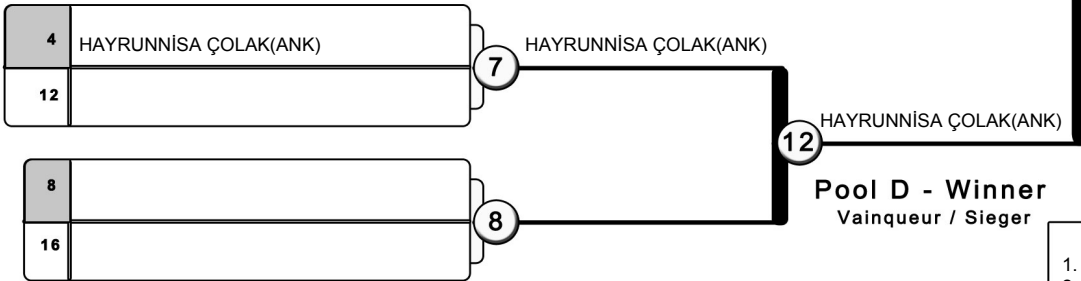 4 HAYRUNNİSA ÇOLAK(ANK)
12
7 HAYRUNNİSA ÇOLAK(ANK)
8
16
8
12 HAYRUNNİSA ÇOLAK(ANK)
Pool D - Winner
Vainqueur / Sieger
1.